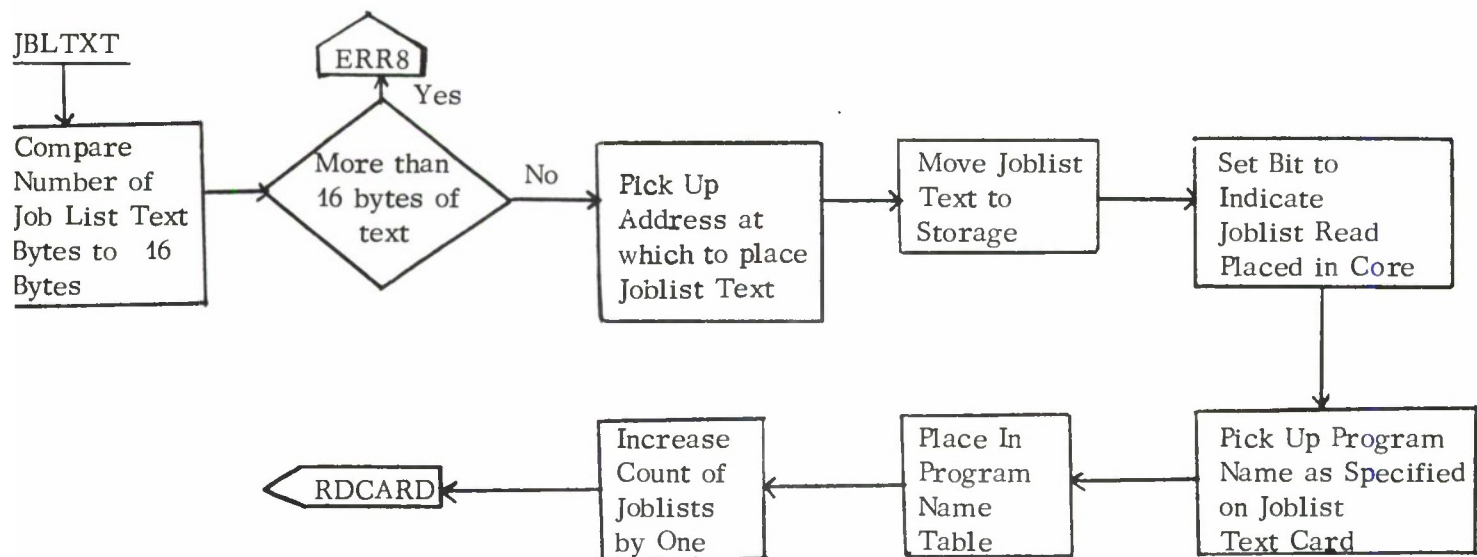 JBLTXT
Compare
Number of
Job List Text
Bytes to 16
Bytes
ERR8
Yes
More than
16 bytes of
text
No
Pick Up
Address at
which to place
Joblist Text
Move Joblist
Text to
Storage
Set Bit to
Indicate
Joblist Read
Placed in Core
Pick Up Program
Name as Specified
on Joblist
Text Card
Place In
Program
Name
Table
Increase
Count of
Joblists
by One
RDCARD